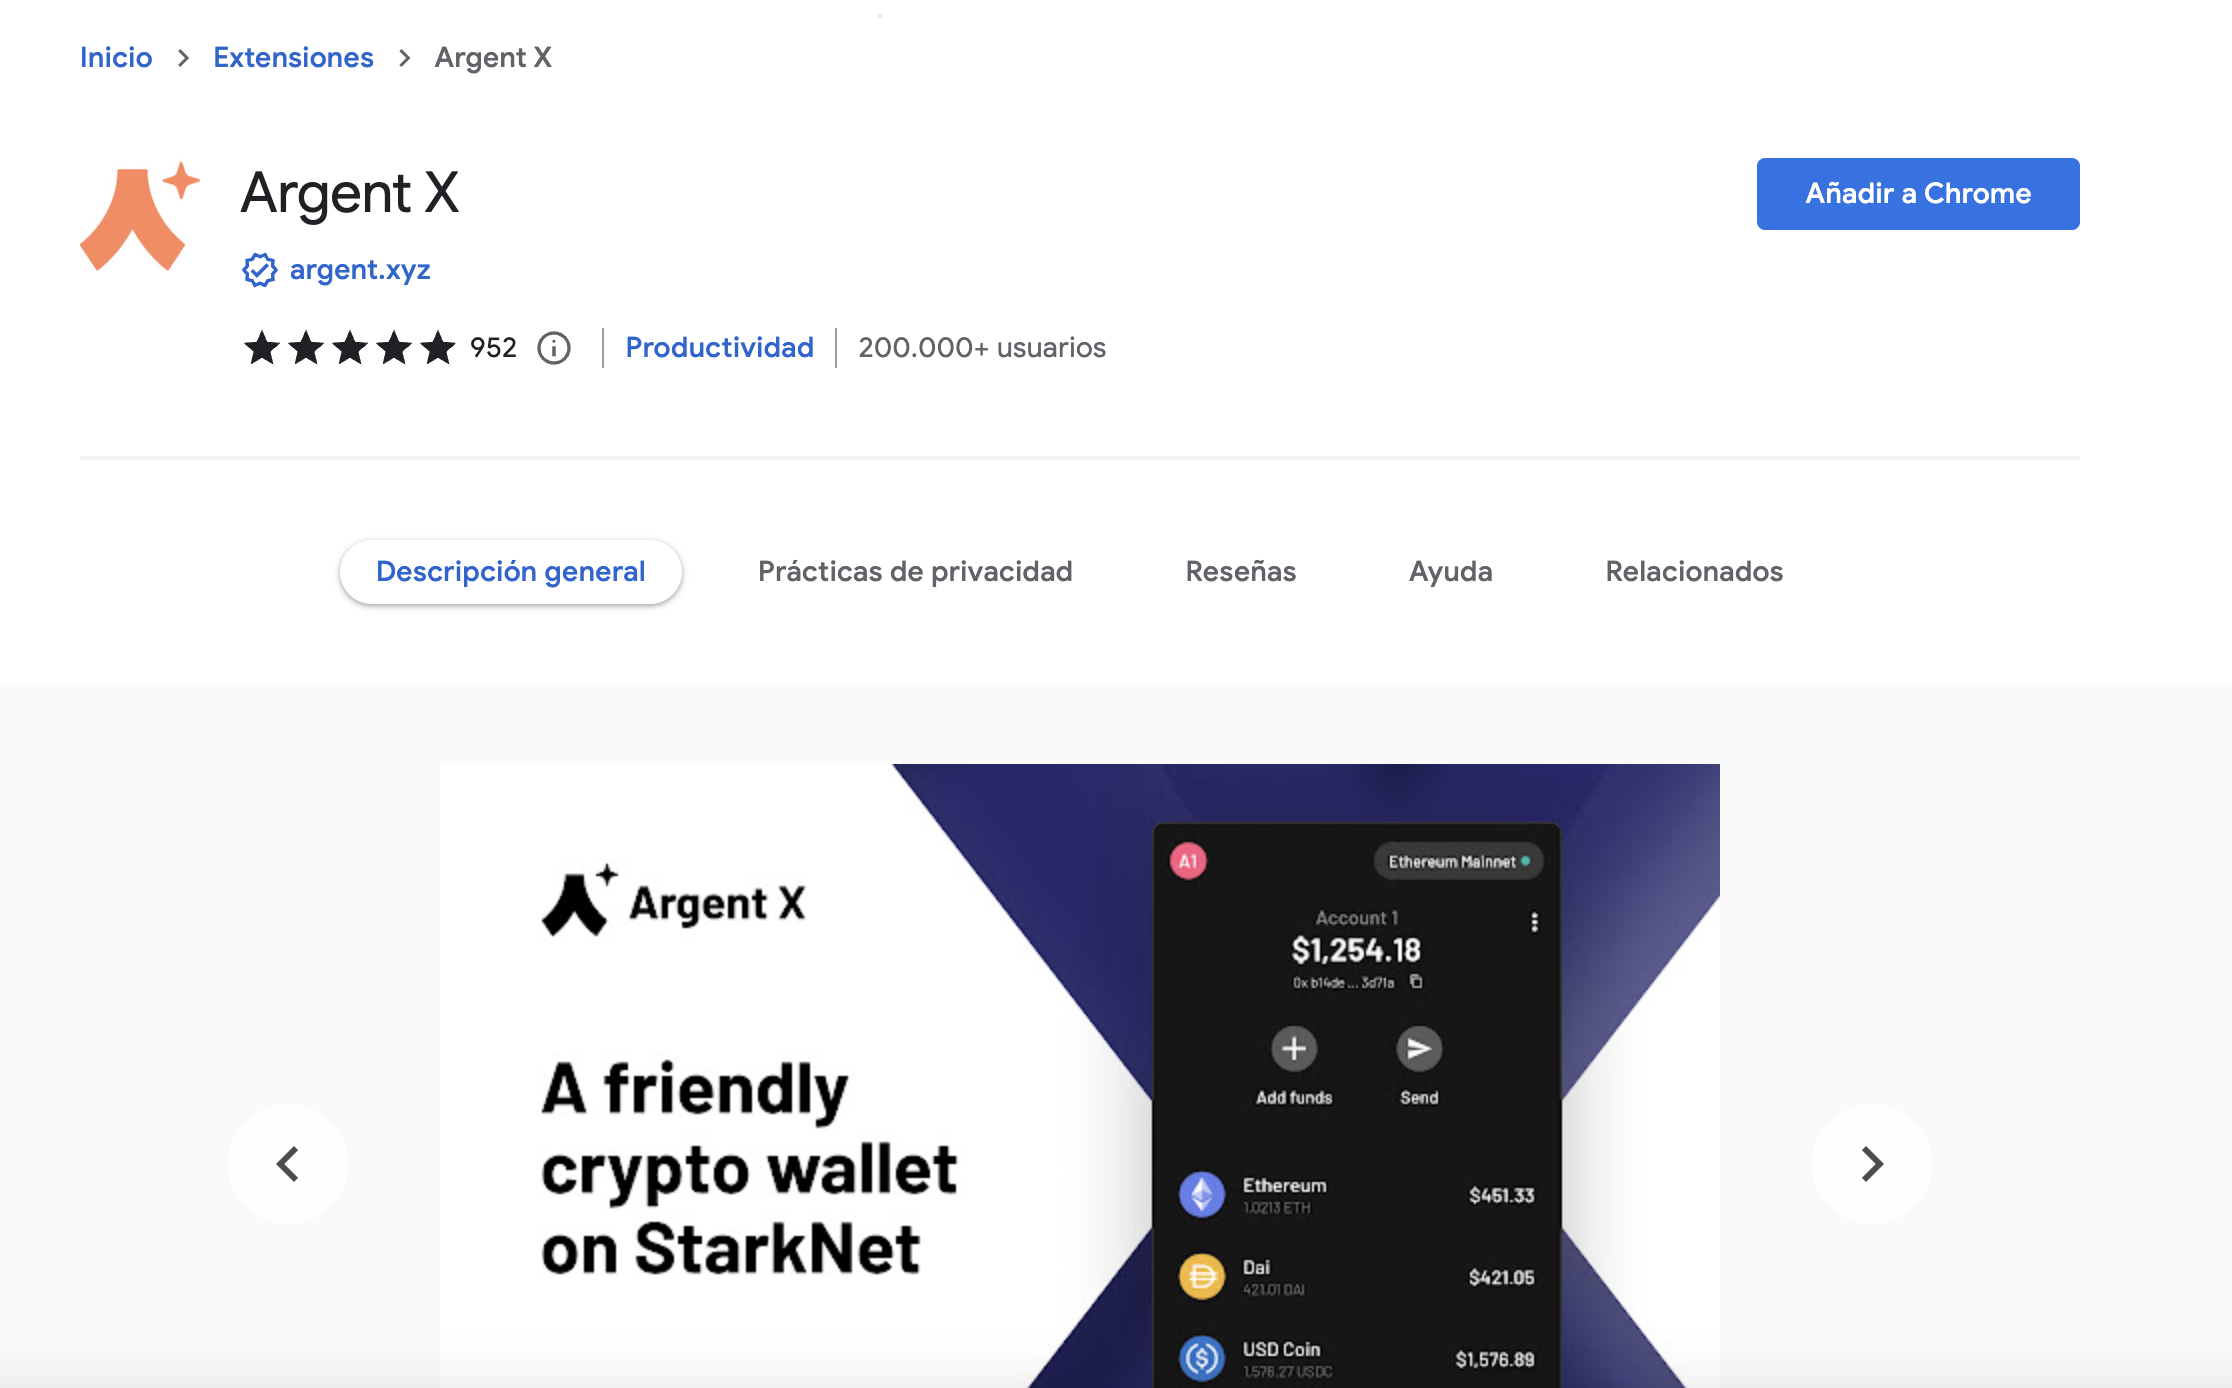 Inicio > Extensiones > Argent X
Argent X
argent.xyz
952 Productividad 200.000+ usuarios
Añadir a Chrome
Descripción general Prácticas de privacidad Reseñas Ayuda Relacionados
Argent X
A friendly
crypto wallet
on StarkNet
A1 Ethereum Mainnet
Account 1
$1,254.18
0x b14de ... 3d71a
Add funds Send
Ethereum $451.33
1.0213 ETH
Dai $421.05
421.01 DAI
USD Coin $1,576.89
1,576.27 USDC